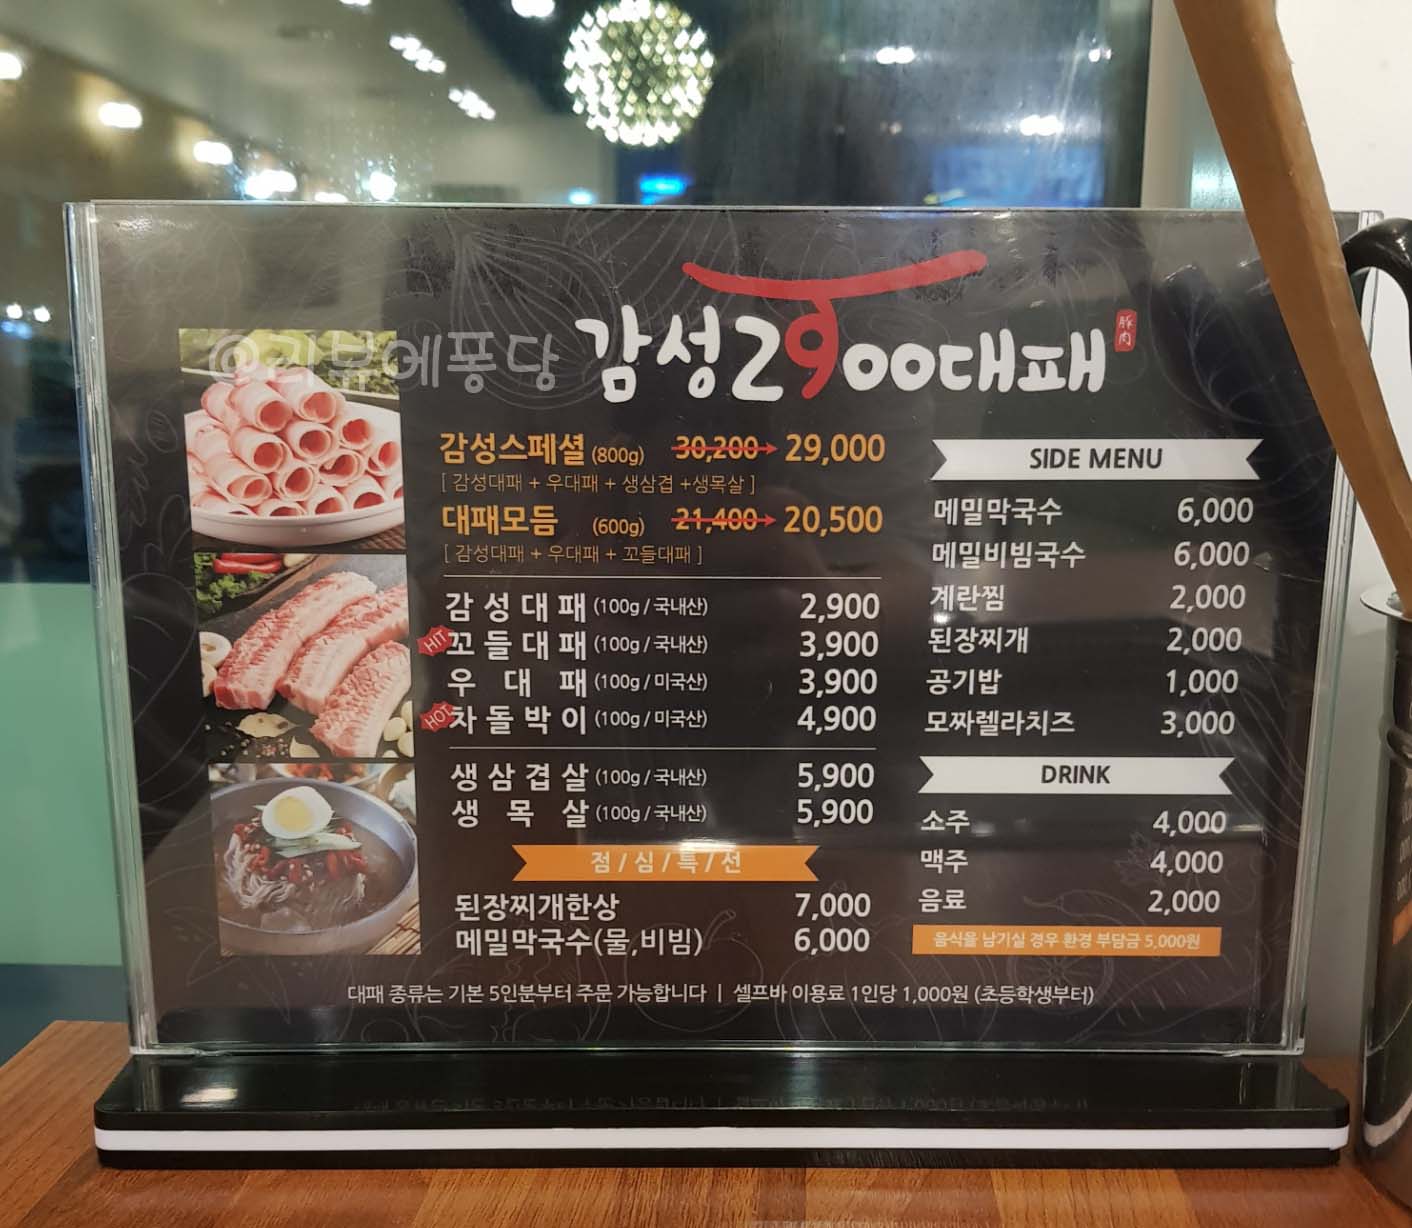 @리뷰에퐁당
감성2900대패
豚肉
감성스페셜 (800g) 30,200 29,000
[ 감성대패 + 우대패 + 생삼겹 +생목살 ]
대패모듬 (600g) 21,400 20,500
[ 감성대패 + 우대패 + 꼬들대패 ]
감성대패 (100g / 국내산) 2,900
HIT 꼬들대패 (100g / 국내산) 3,900
우대패 (100g / 미국산) 3,900
HOT 차돌박이 (100g / 미국산) 4,900
생삼겹살 (100g / 국내산) 5,900
생목살 (100g / 국내산) 5,900
점 / 심 / 특 / 선
된장찌개한상 7,000
메밀막국수(물,비빔) 6,000
SIDE MENU
메밀막국수 6,000
메밀비빔국수 6,000
계란찜 2,000
된장찌개 2,000
공기밥 1,000
모짜렐라치즈 3,000
DRINK
소주 4,000
맥주 4,000
음료 2,000
음식을 남기실 경우 환경 부담금 5,000원
대패 종류는 기본 5인분부터 주문 가능합니다 | 셀프바 이용료 1인당 1,000원 (초등학생부터)